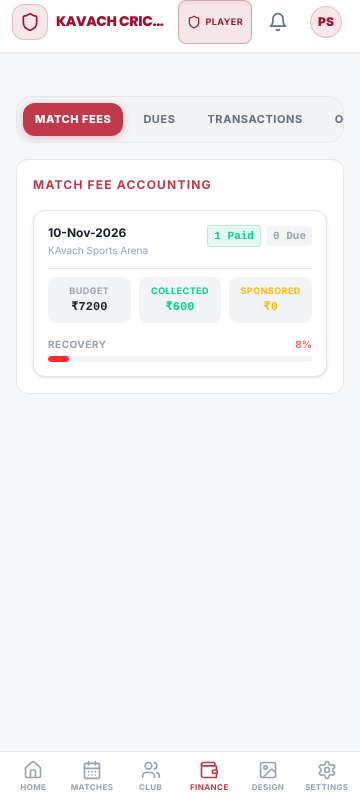 KAVACH CRIC...
PLAYER
PS
MATCH FEES
DUES
TRANSACTIONS
MATCH FEE ACCOUNTING
10-Nov-2026
1 Paid
0 Due
KAvach Sports Arena
BUDGET
COLLECTED
SPONSORED
₹7200
₹600
₹0
RECOVERY
8%
HOME
MATCHES
CLUB
FINANCE
DESIGN
SETTINGS